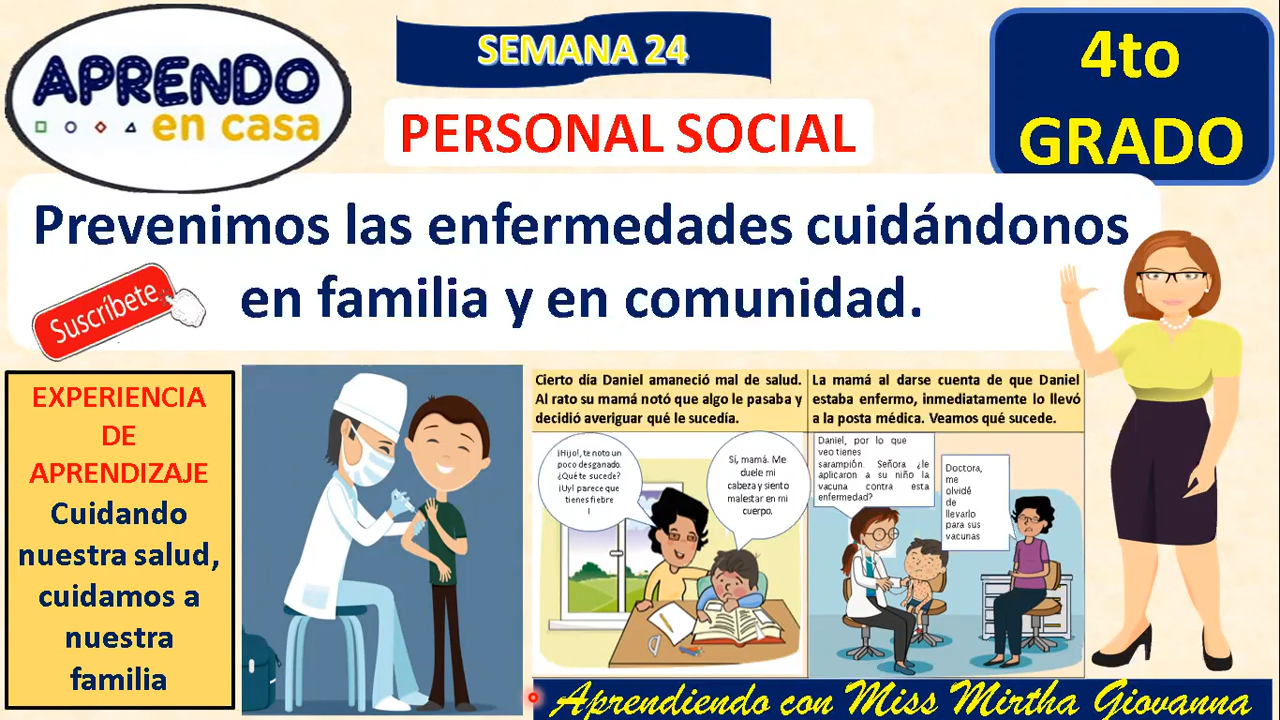 APRENDO
en casa
SEMANA 24
PERSONAL SOCIAL
4to
GRADO
Prevenimos las enfermedades cuidándonos
en familia y en comunidad.
Suscríbete
EXPERIENCIA
DE
APRENDIZAJE
Cuidando
nuestra salud,
cuidamos a
nuestra
familia
Cierto día Daniel amaneció mal de salud.
Al rato su mamá notó que algo le pasaba y
decidió averiguar qué le sucedía.
¡Hijo!, te noto un
poco desganado.
¿Qué te sucede?
¡Uy! parece que
tienes fiebre
!
Sí, mamá. Me
duele mi
cabeza y siento
malestar en mi
cuerpo.
La mamá al darse cuenta de que Daniel
estaba enfermo, inmediatamente lo llevó
a la posta médica. Veamos qué sucede.
Daniel, por lo que
veo tienes
sarampión. Señora ¿le
aplicaron a su niño la
vacuna contra esta
enfermedad?
Doctora,
me
olvidé
de
llevarlo
para sus
vacunas
Aprendiendo con Miss Mirtha Giovanna